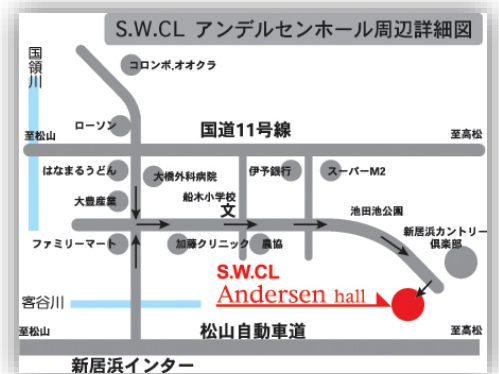 S.W.CL アンデルセンホール周辺詳細図
国領川
コロンボ,オオクラ
ローソン
至松山
国道11号線
至高松
はなまるうどん
大橋外科病院
伊予銀行
スーパーM2
船木小学校
文
大豊産業
池田池公園
新居浜カントリー
倶楽部
ファミリーマート
加藤クリニック
農協
S.W.CL
Andersen hall
客谷川
至松山
松山自動車道
至高松
新居浜インター